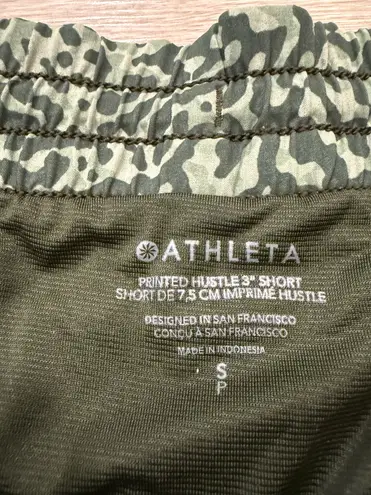 ATHLETA
PRINTED HUSTLE 3" SHORT
SHORT DE 7,5 CM IMPRIMÉ HUSTLE
DESIGNED IN SAN FRANCISCO
CONÇU À SAN FRANCISCO
MADE IN INDONESIA
S
P